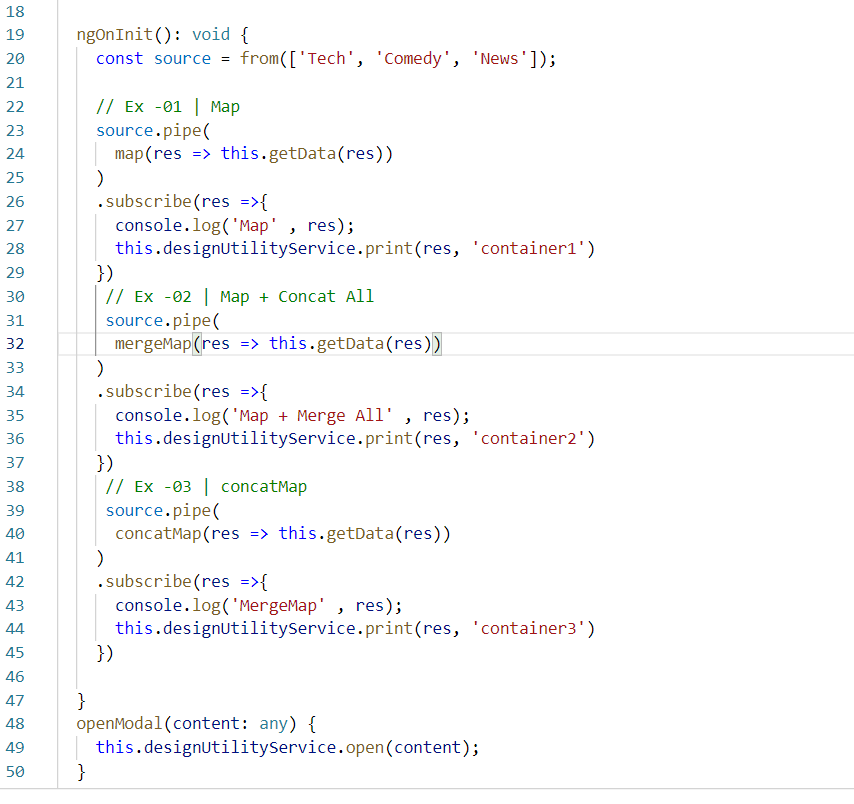 18
19 ngOnInit(): void {
20 const source = from(['Tech', 'Comedy', 'News']);
21
22 // Ex -01 | Map
23 source.pipe(
24 map(res => this.getData(res))
25 )
26 .subscribe(res =>{
27 console.log('Map' , res);
28 this.designUtilityService.print(res, 'container1')
29 })
30 // Ex -02 | Map + Concat All
31 source.pipe(
32 mergeMap(res => this.getData(res))
33 )
34 .subscribe(res =>{
35 console.log('Map + Merge All' , res);
36 this.designUtilityService.print(res, 'container2')
37 })
38 // Ex -03 | concatMap
39 source.pipe(
40 concatMap(res => this.getData(res))
41 )
42 .subscribe(res =>{
43 console.log('MergeMap' , res);
44 this.designUtilityService.print(res, 'container3')
45 })
46
47 }
48 openModal(content: any) {
49 this.designUtilityService.open(content);
50 }